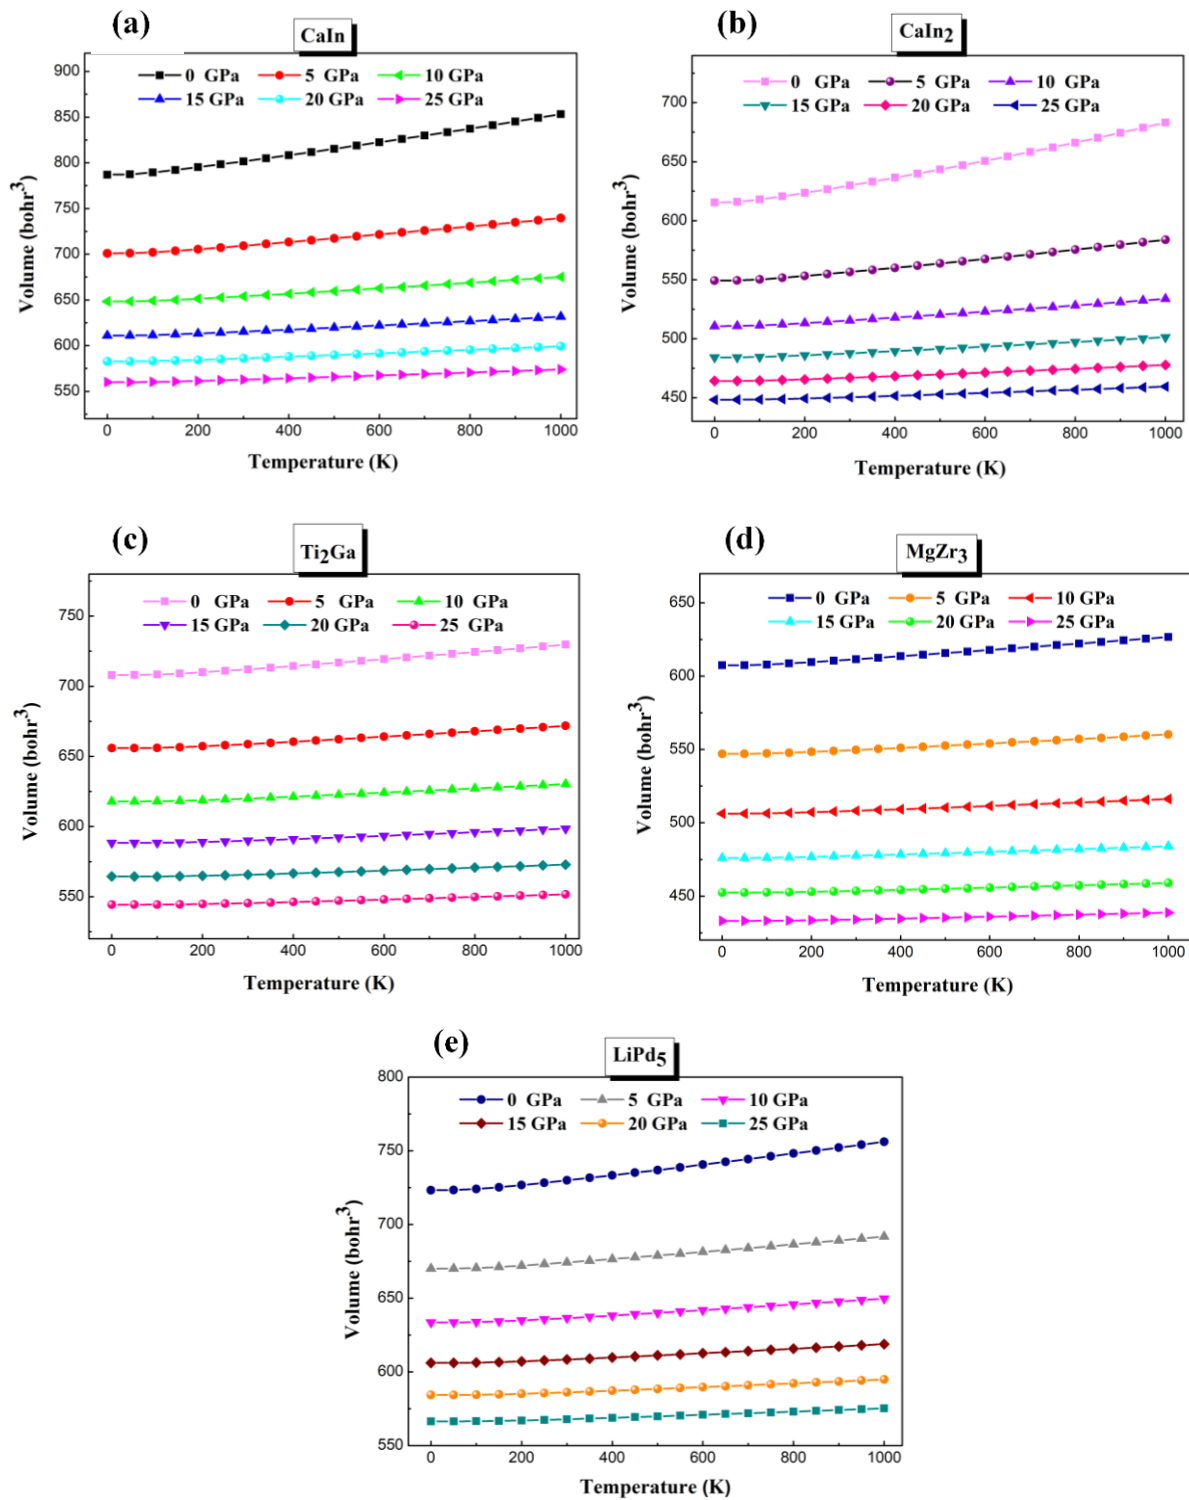 (a)
CaIn
0 GPa 5 GPa 10 GPa
15 GPa 20 GPa 25 GPa
900
850
800
750
700
650
600
550
Volume (bohr3)
0 200 400 600 800 1000
Temperature (K)
(b)
CaIn2
0 GPa 5 GPa 10 GPa
15 GPa 20 GPa 25 GPa
700
650
600
550
500
450
Volume (bohr3)
0 200 400 600 800 1000
Temperature (K)
(c)
Ti2Ga
0 GPa 5 GPa 10 GPa
15 GPa 20 GPa 25 GPa
750
700
650
600
550
Volume (bohr3)
0 200 400 600 800 1000
Temperature (K)
(d)
MgZr3
0 GPa 5 GPa 10 GPa
15 GPa 20 GPa 25 GPa
650
600
550
500
450
Volume (bohr3)
0 200 400 600 800 1000
Temperature (K)
(e)
LiPd5
0 GPa 5 GPa 10 GPa
15 GPa 20 GPa 25 GPa
800
750
700
650
600
550
Volume (bohr3)
0 200 400 600 800 1000
Temperature (K)